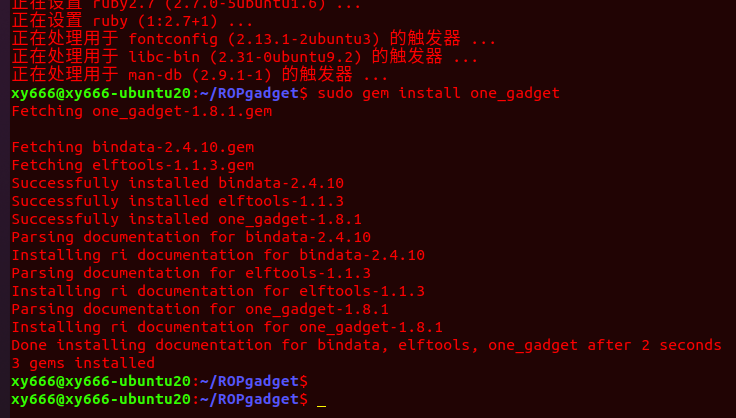 正在设置 ruby2.7 (2.7.0-5ubuntu1.6) ...
正在设置 ruby (1:2.7+1) ...
正在处理用于 fontconfig (2.13.1-2ubuntu3) 的触发器 ...
正在处理用于 libc-bin (2.31-0ubuntu9.2) 的触发器 ...
正在处理用于 man-db (2.9.1-1) 的触发器 ...
xy666@xy666-ubuntu20:~/ROPgadget$ sudo gem install one_gadget
Fetching one_gadget-1.8.1.gem
Fetching bindata-2.4.10.gem
Fetching elftools-1.1.3.gem
Successfully installed bindata-2.4.10
Successfully installed elftools-1.1.3
Successfully installed one_gadget-1.8.1
Parsing documentation for bindata-2.4.10
Installing ri documentation for bindata-2.4.10
Parsing documentation for elftools-1.1.3
Installing ri documentation for elftools-1.1.3
Parsing documentation for one_gadget-1.8.1
Installing ri documentation for one_gadget-1.8.1
Done installing documentation for bindata, elftools, one_gadget after 2 seconds
3 gems installed
xy666@xy666-ubuntu20:~/ROPgadget$
xy666@xy666-ubuntu20:~/ROPgadget$ _